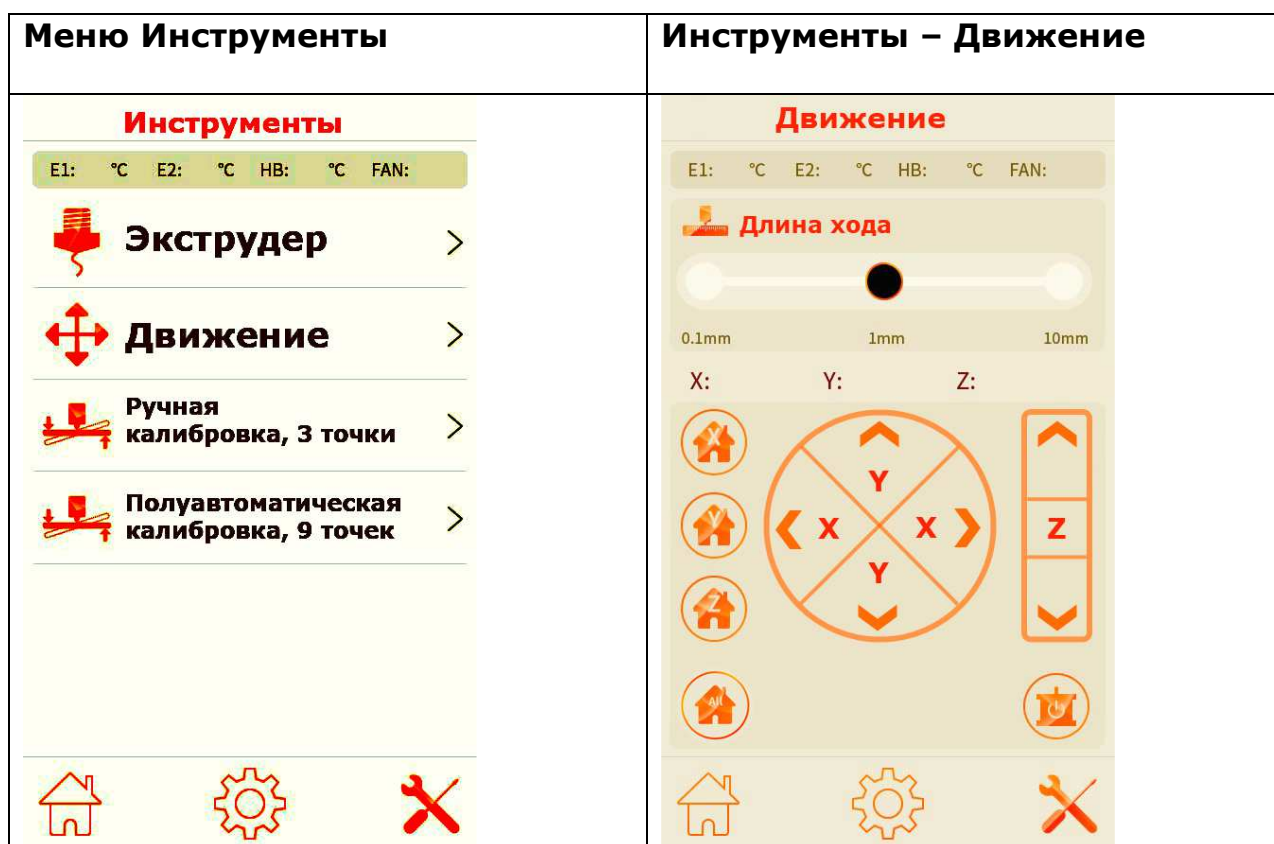 Меню Инструменты
Инструменты
E1: °C E2: °C HB: °C FAN:
Экструдер
Движение
Ручная
калибровка, 3 точки
Полуавтоматическая
калибровка, 9 точек
Инструменты – Движение
Движение
E1: °C E2: °C HB: °C FAN:
Длина хода
0.1mm 1mm 10mm
X: Y: Z:
X
Y
Z
All
Y
X X
Y
Z